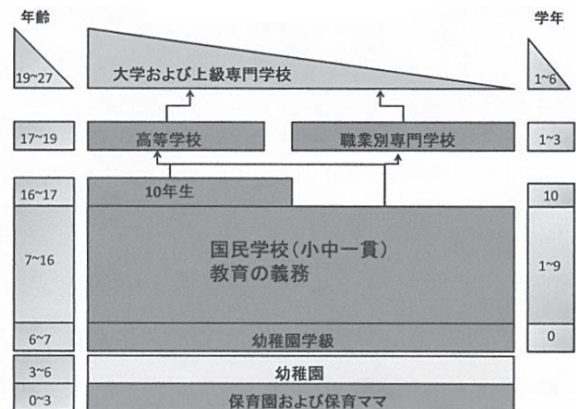 年齢
学年
19~27
大学および上級専門学校
1~6
17~19
高等学校
職業別専門学校
1~3
16~17
10年生
10
7~16
国民学校(小中一貫)
教育の義務
1~9
6~7
幼稚園学級
0
3~6
幼稚園
0~3
保育園および保育ママ